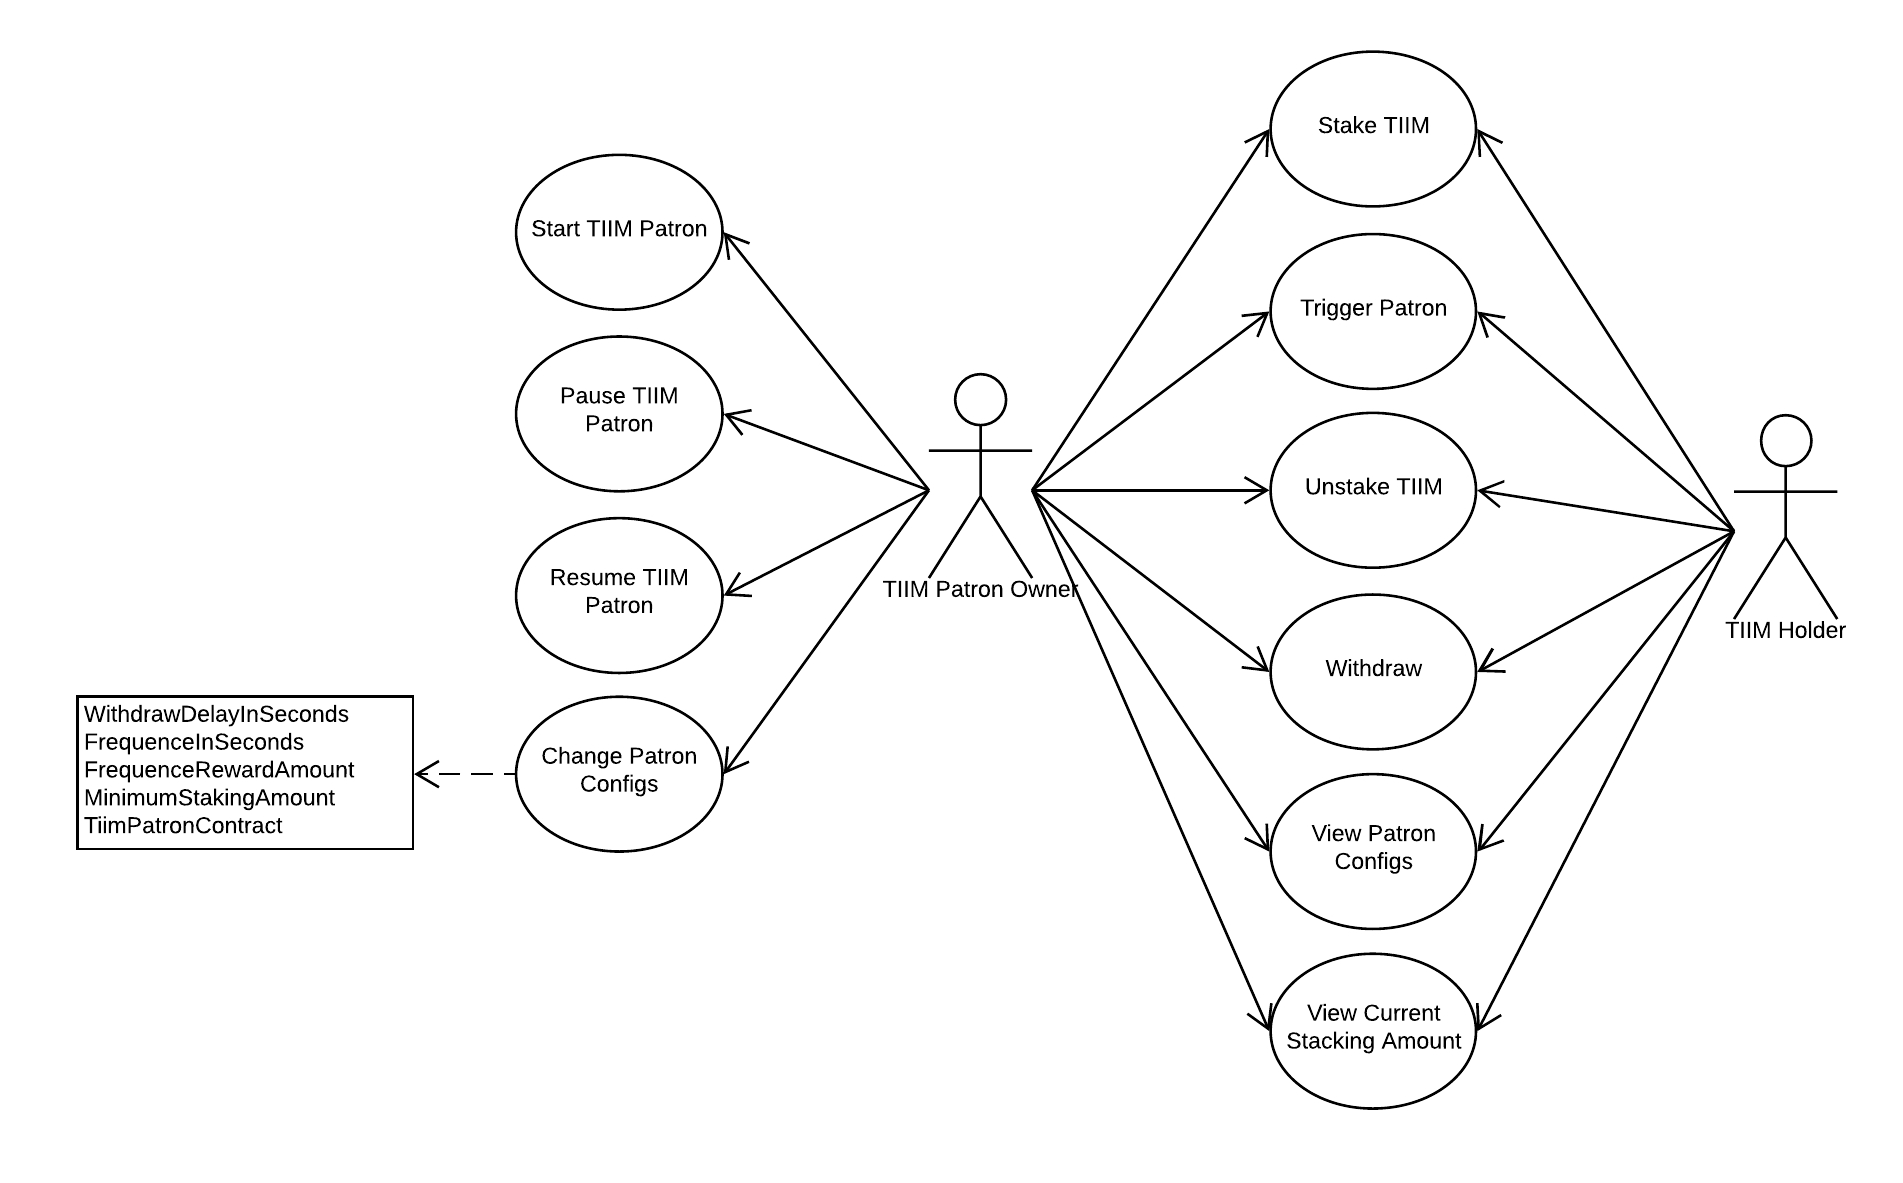 Stake TIIM
Start TIIM Patron
Trigger Patron
Pause TIIM
Patron
Unstake TIIM
Resume TIIM
Patron
TIIM Patron Owner
TIIM Holder
Withdraw
WithdrawDelayInSeconds
FrequenceInSeconds
FrequenceRewardAmount
MinimumStakingAmount
TiimPatronContract
Change Patron
Configs
View Patron
Configs
View Current
Stacking Amount